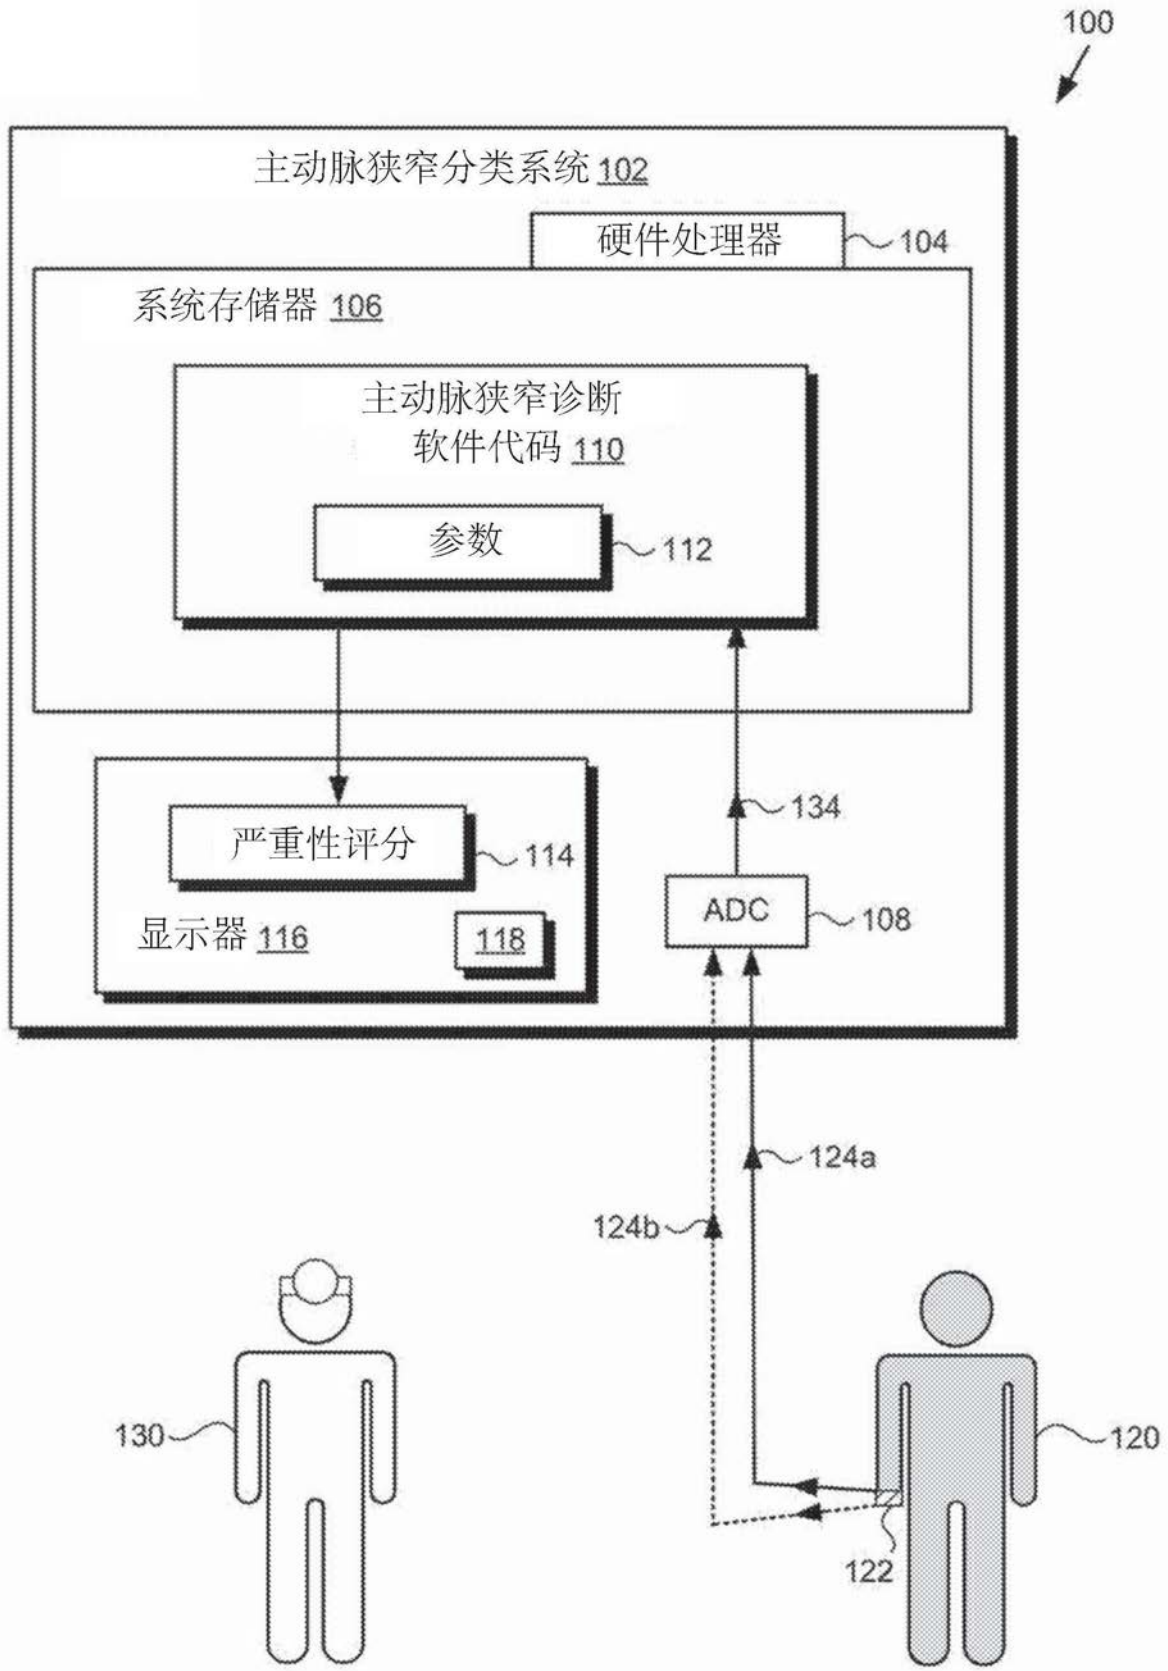 100
主动脉狭窄分类系统 102
硬件处理器 104
系统存储器 106
主动脉狭窄诊断
软件代码 110
参数 112
134
严重性评分 114
ADC 108
显示器 116 118
124a
124b
130 120
122